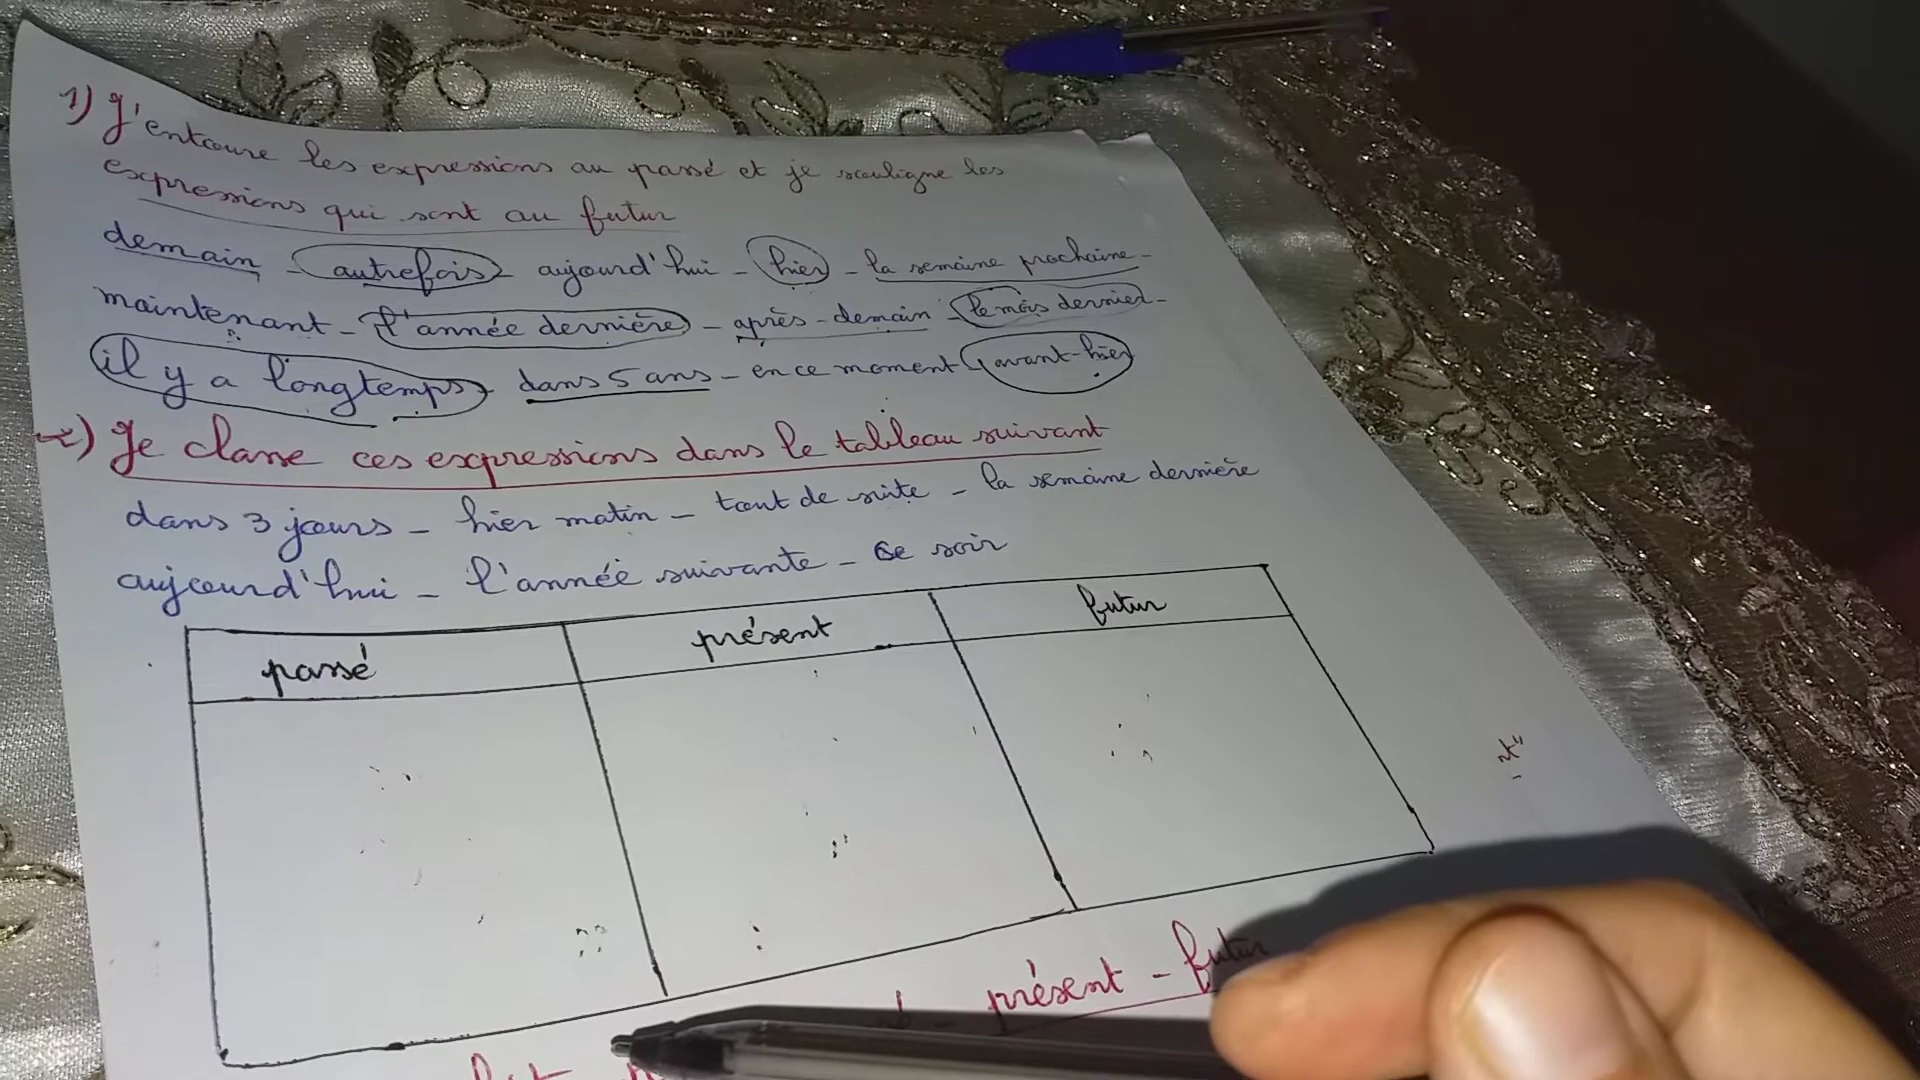 1) J'entoure les expressions au passé et je souligne les
expressions qui sont au futur
demain - autrefois - aujourd'hui - hier - la semaine prochaine -
maintenant - l'année dernière - après-demain - le mois dernier -
il y a longtemps - dans 5 ans - en ce moment - avant-hier
2) Je classe ces expressions dans le tableau suivant
dans 3 jours - hier matin - tout de suite - la semaine dernière
aujourd'hui - l'année suivante - ce soir
passé présent futur
présent - futur